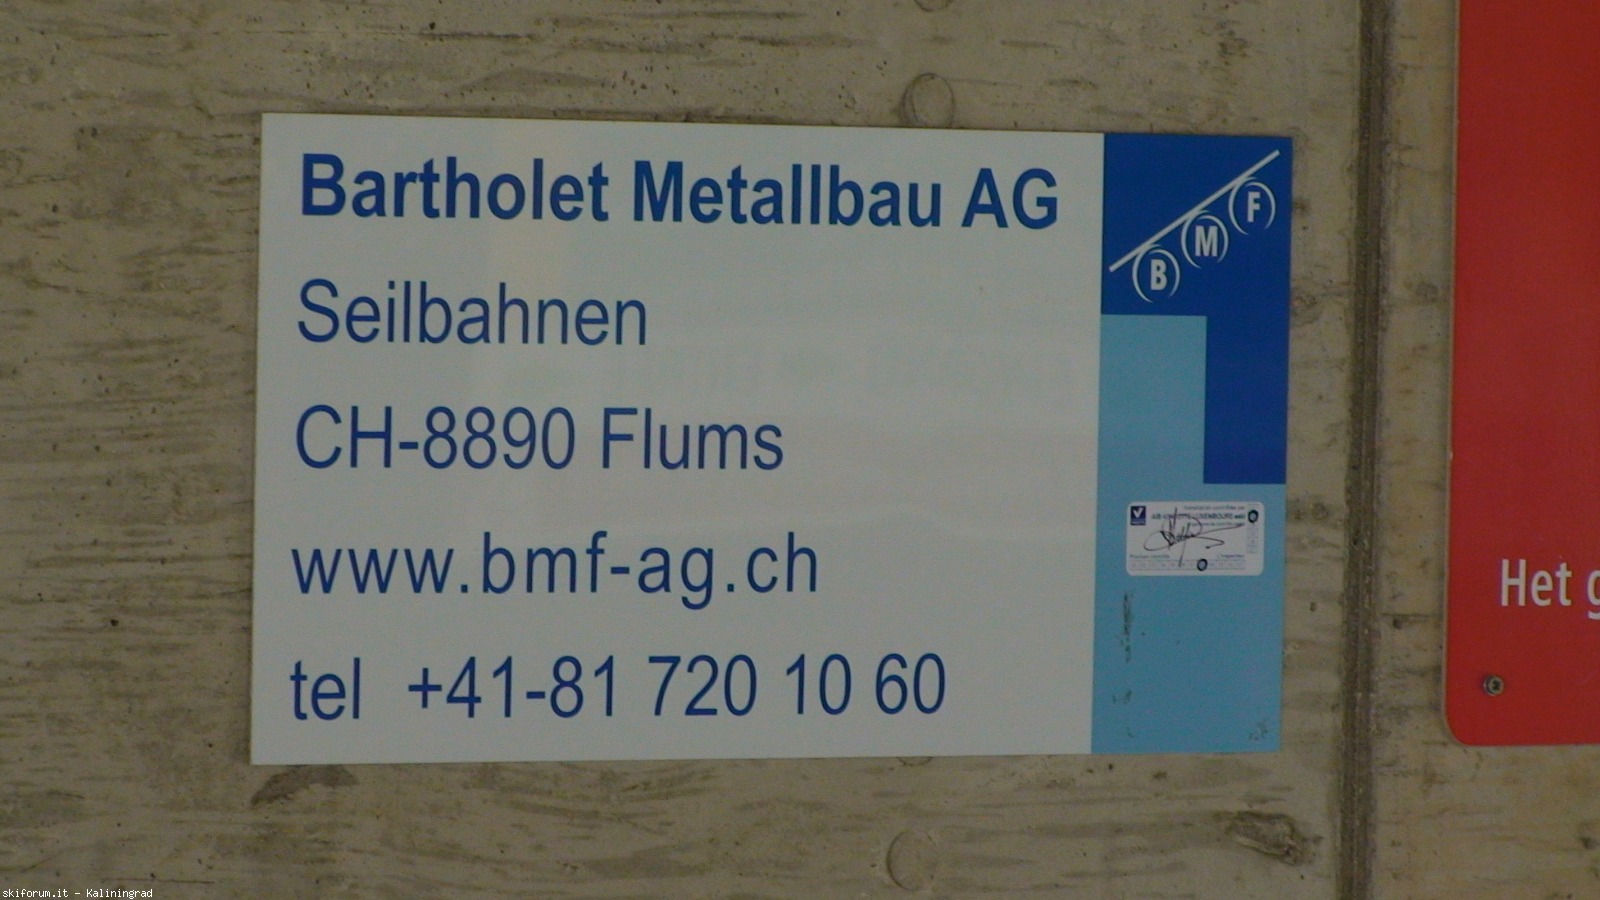 Bartholet Metallbau AG
Seilbahnen
CH-8890 Flums
www.bmf-ag.ch
tel +41-81 720 10 60
B M F
LUXEMBOURG
Het
skiforum.it - Kaliningrad